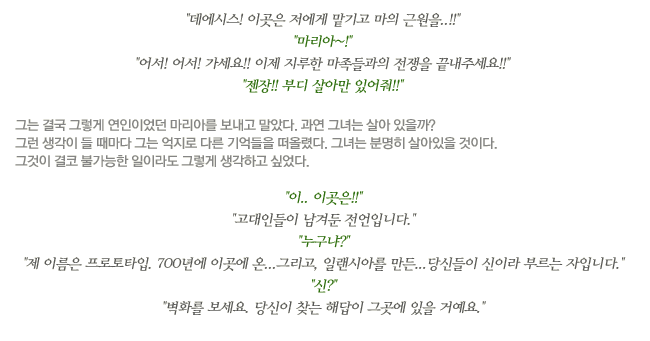 "데에시스! 이곳은 저에게 맡기고 마의 근원을..!!"
"마리아~!"
"어서! 어서! 가세요!! 이제 지루한 마족들과의 전쟁을 끝내주세요!!"
"젠장!! 부디 살아만 있어줘!!"
그는 결국 그렇게 연인이었던 마리아를 보내고 말았다. 과연 그녀는 살아 있을까?
그런 생각이 들 때마다 그는 억지로 다른 기억들을 떠올렸다. 그녀는 분명히 살아있을 것이다.
그것이 결코 불가능한 일이라도 그렇게 생각하고 싶었다.
"이.. 이곳은!!"
"고대인들이 남겨둔 전언입니다."
"누구냐?"
"제 이름은 프로토타입. 700년에 이곳에 온...그리고, 일랜시아를 만든...당신들이 신이라 부르는 자입니다."
"신?"
"벽화를 보세요. 당신이 찾는 해답이 그곳에 있을 거예요."